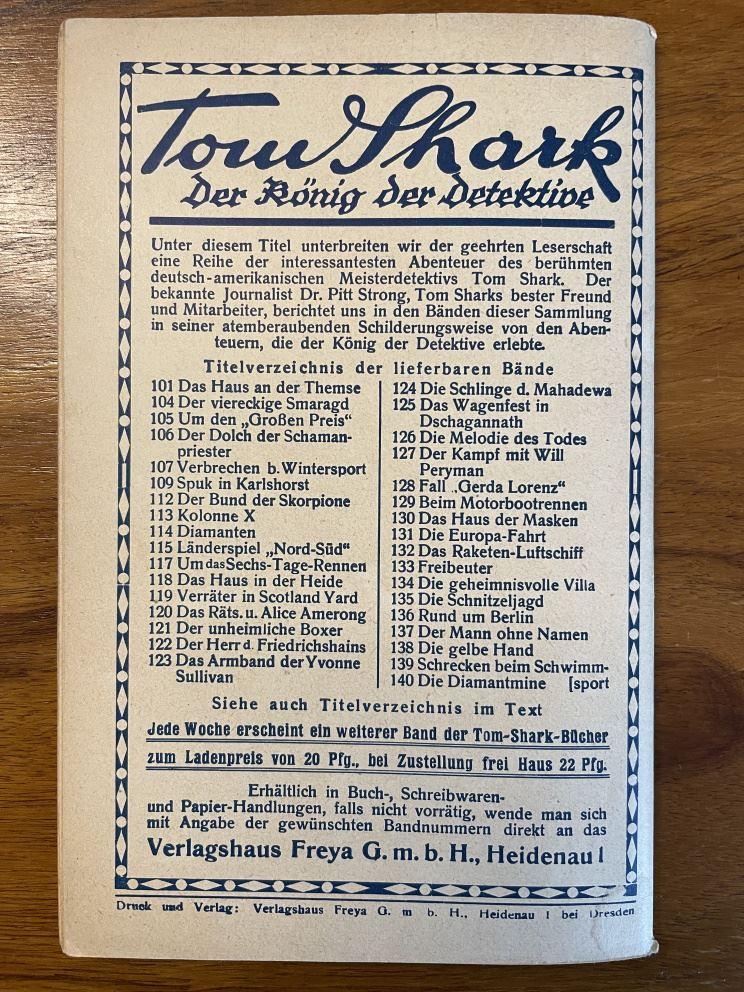 Tom Shark
Der König der Detektive
Unter diesem Titel unterbreiten wir der geehrten Leserschaft
eine Reihe der interessantesten Abenteuer des berühmten
deutsch-amerikanischen Meisterdetektivs Tom Shark. Der
bekannte Journalist Dr. Pitt Strong, Tom Sharks bester Freund
und Mitarbeiter, berichtet uns in den Bänden dieser Sammlung
in seiner atemberaubenden Schilderungsweise von den Aben-
teuern, die der König der Detektive erlebte.
Titelverzeichnis der lieferbaren Bände
101 Das Haus an der Themse
104 Der viereckige Smaragd
105 Um den „Großen Preis“
106 Der Dolch der Schaman-
priester
107 Verbrechen b. Wintersport
109 Spuk in Karlshorst
112 Der Bund der Skorpione
113 Kolonne X
114 Diamanten
115 Länderspiel „Nord-Süd“
117 Um das Sechs-Tage-Rennen
118 Das Haus in der Heide
119 Verräter in Scotland Yard
120 Das Räts. u. Alice Amerong
121 Der unheimliche Boxer
122 Der Herr d. Friedrichshains
123 Das Armband der Yvonne
Sullivan
124 Die Schlinge d. Mahadewa
125 Das Wagenfest in
Dschagannath
126 Die Melodie des Todes
127 Der Kampf mit Will
Peryman
128 Fall „Gerda Lorenz“
129 Beim Motorbootrennen
130 Das Haus der Masken
131 Die Europa-Fahrt
132 Das Raketen-Luftschiff
133 Freibeuter
134 Die geheimnisvolle Villa
135 Die Schnitzeljagd
136 Rund um Berlin
137 Der Mann ohne Namen
138 Die gelbe Hand
139 Schrecken beim Schwimm-
140 Die Diamantmine [sport
Siehe auch Titelverzeichnis im Text
Jede Woche erscheint ein weiterer Band der Tom-Shark-Bücher
zum Ladenpreis von 20 Pfg., bei Zustellung frei Haus 22 Pfg.
Erhältlich in Buch-, Schreibwaren-
und Papier-Handlungen, falls nicht vorrätig, wende man sich
mit Angabe der gewünschten Bandnummern direkt an das
Verlagshaus Freya G. m. b. H., Heidenau 1
Druck und Verlag: Verlagshaus Freya G. m b. H., Heidenau 1 bei Dresden